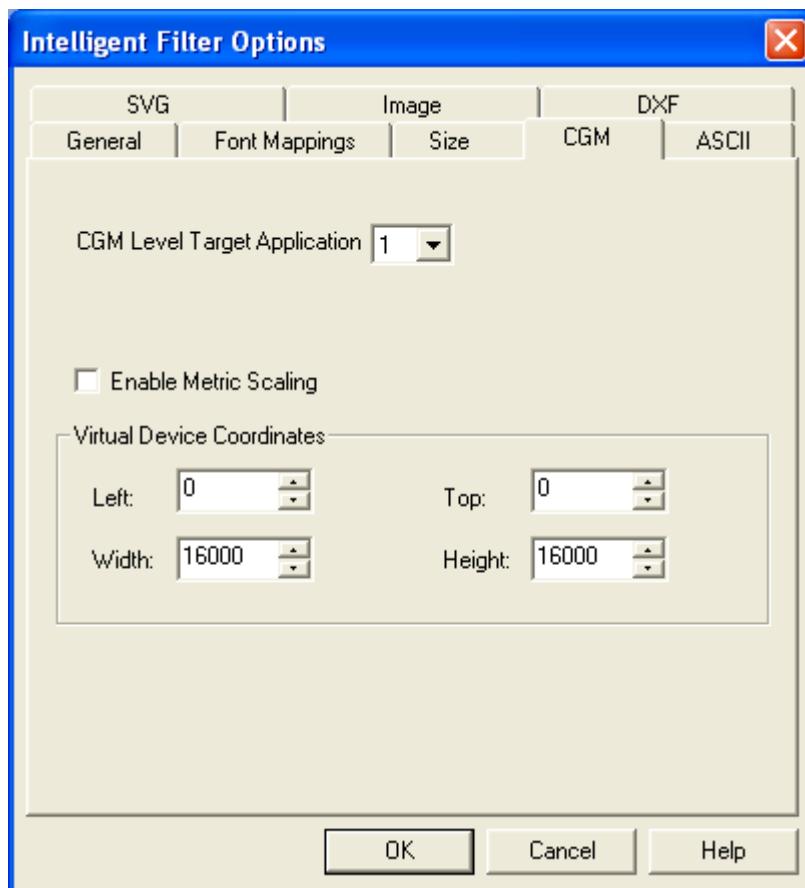 Intelligent Filter Options
SVG Image DXF
General Font Mappings Size CGM ASCII
CGM Level Target Application 1
Enable Metric Scaling
Virtual Device Coordinates
Left: 0 Top: 0
Width: 16000 Height: 16000
OK Cancel Help